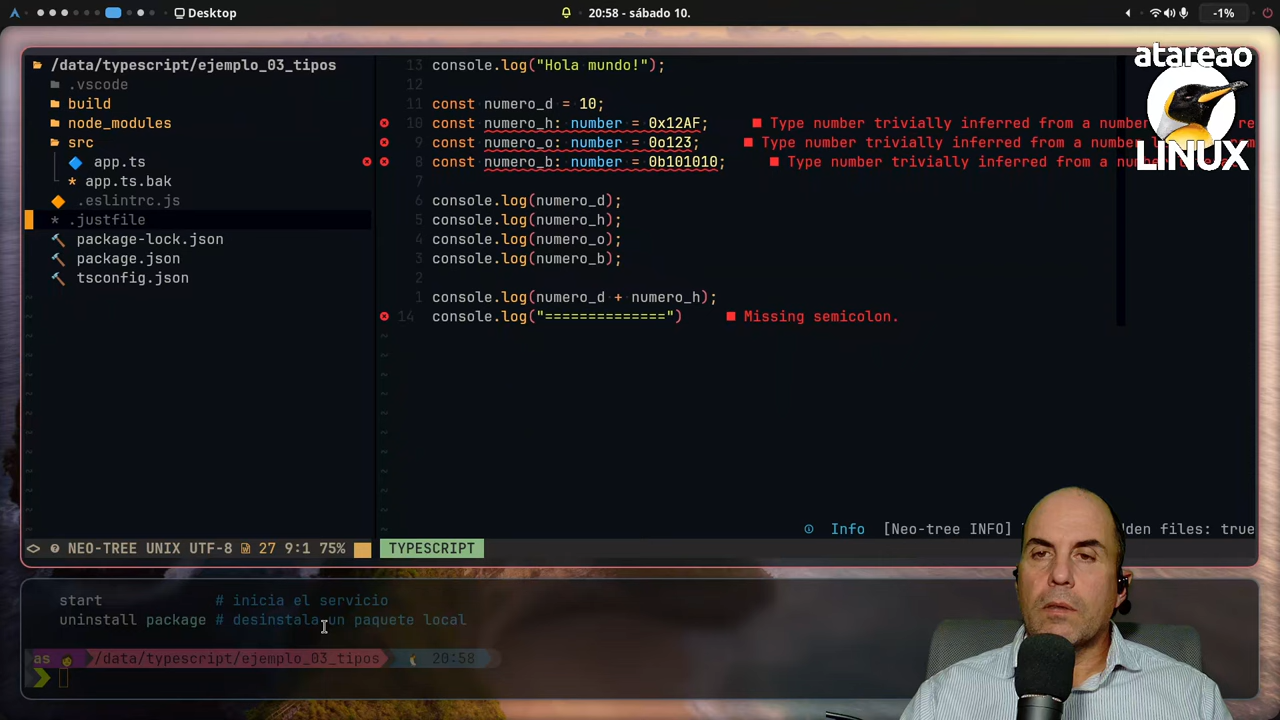 Desktop
20:58 - sábado 10.
-1%
atareao
LINUX
/data/typescript/ejemplo_03_tipos
.vscode
build
node_modules
src
app.ts
app.ts.bak
.eslintrc.js
.justfile
package-lock.json
package.json
tsconfig.json
<> NEO-TREE UNIX UTF-8 27 9:1 75%
13 console.log("Hola mundo!");
12
11 const numero_d = 10;
10 const numero_h: number = 0x12AF; ■ Type number trivially inferred from a number
9 const numero_o: number = 0o123; ■ Type number trivially inferred from a
8 const numero_b: number = 0b101010; ■ Type number trivially inferred from a
7
6 console.log(numero_d);
5 console.log(numero_h);
4 console.log(numero_o);
3 console.log(numero_b);
2
1 console.log(numero_d + numero_h);
14 console.log("==============") ■ Missing semicolon.
Info [Neo-tree INFO] den files: true
TYPESCRIPT
start # inicia el servicio
uninstall package # desinstala un paquete local
as /data/typescript/ejemplo_03_tipos 20:58